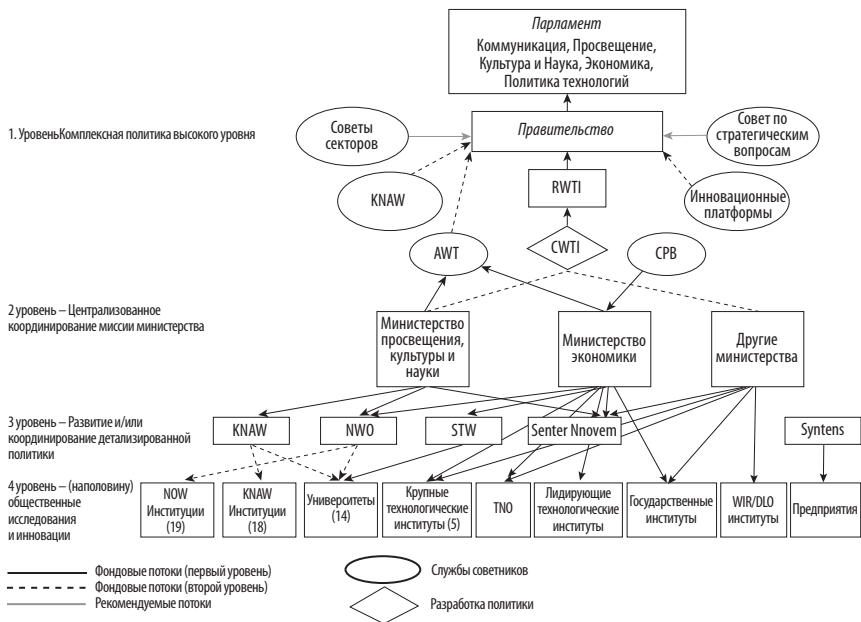 Парламент
Коммуникация, Просвещение,
Культура и Наука, Экономика,
Политика технологий
1. УровеньКомплексная политика высокого уровня
Советы
секторов
Правительство
Совет по
стратегическим
вопросам
KNAW
RWTI
Инновационные
платформы
AWT
CWTI
CPB
2 уровень – Централизованное
координирование миссии министерства
Министерство
просвещения,
культуры и
науки
Министерство
экономики
Другие
министерства
3 уровень – Развитие и/или
координирование детализированной
политики
KNAW
NWO
STW
Senter Nnovem
Syntens
4 уровень – (наполовину)
общественные
исследования
и инновации
NOW
Институции
(19)
KNAW
Институции
(18)
Университеты
(14)
Крупные
технологические
институты (5)
TNO
Лидирующие
технологические
институты
Государственные
институты
WIR/DLO
институты
Предприятия
Фондовые потоки (первый уровень)
Фондовые потоки (второй уровень)
Рекомендуемые потоки
Службы советников
Разработка политики